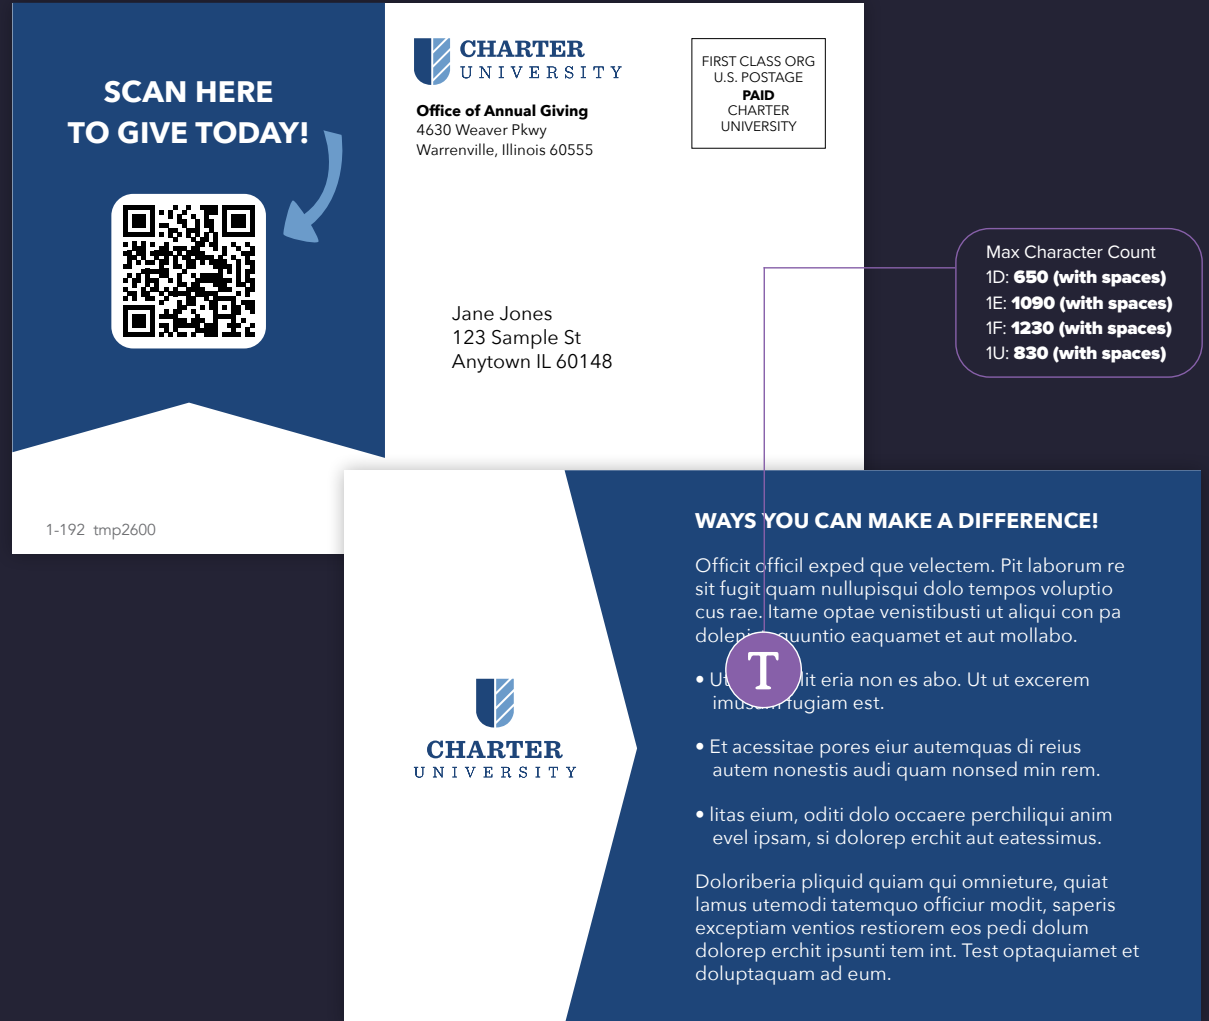 SCAN HERE
TO GIVE TODAY!
CHARTER
UNIVERSITY
Office of Annual Giving
4630 Weaver Pkwy
Warrenville, Illinois 60555
FIRST CLASS ORG
U.S. POSTAGE
PAID
CHARTER
UNIVERSITY
Jane Jones
123 Sample St
Anytown IL 60148
1-192 tmp2600
Max Character Count
1D: 650 (with spaces)
1E: 1090 (with spaces)
1F: 1230 (with spaces)
1U: 830 (with spaces)
CHARTER
UNIVERSITY
WAYS YOU CAN MAKE A DIFFERENCE!
Officit officil exped que velectem. Pit laborum re
sit fugit quam nullupisqui dolo tempos voluptio
cus rae. Itame optae venistibusti ut aliqui con pa
eaquamet et aut mollabo.
T
• eria non es abo. Ut ut excerem
fugiam est.
• Et acessitae pores eiur autemquas di reius
autem nonestis audi quam nonsed min rem.
• litas eium, oditi dolo occaere perchiliqui anim
evel ipsam, si dolorep erchit aut eatessimus.
Doloriberia pliquid quiam qui omnieture, quiat
lamus utemodi tatemquo officiur modit, saperis
exceptiam ventios restiorem eos pedi dolum
dolorep erchit ipsunti tem int. Test optaquiamet et
doluptaquam ad eum.